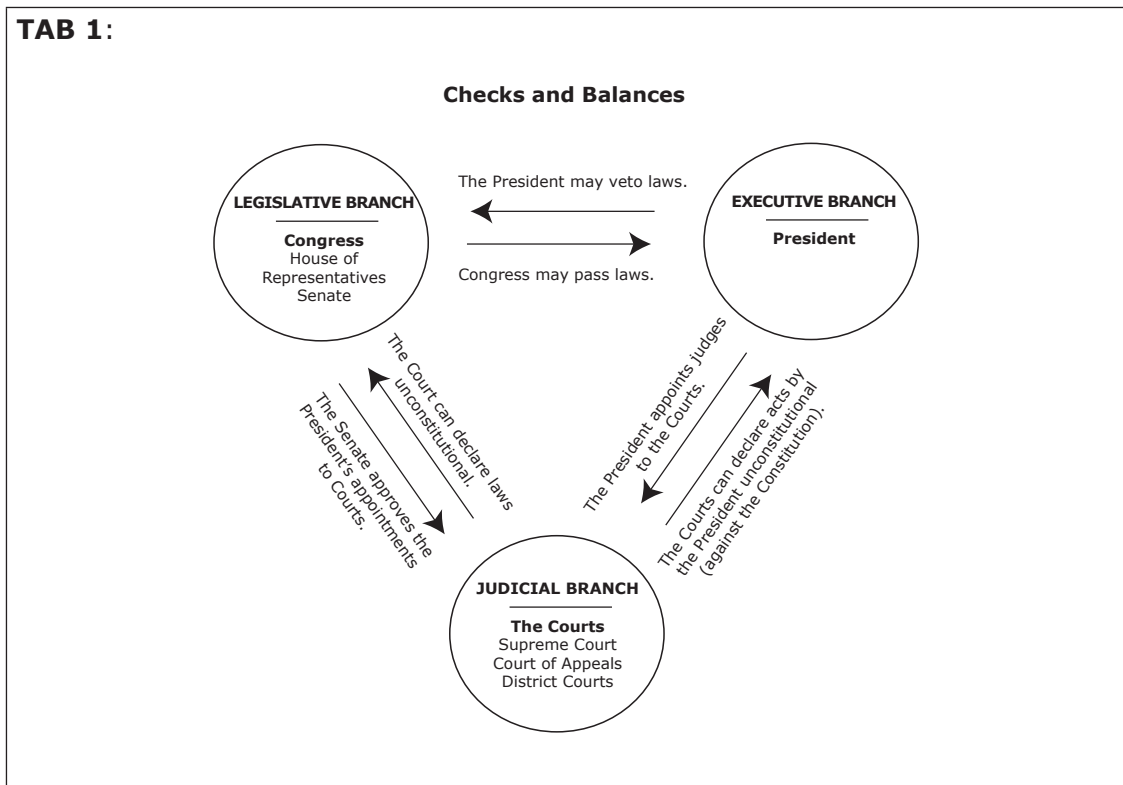 TAB 1:
Checks and Balances
LEGISLATIVE BRANCH
Congress
House of
Representatives
Senate
The President may veto laws.
Congress may pass laws.
EXECUTIVE BRANCH
President
The Senate approves the
President's appointments
to Courts.
The Court can declare laws
unconstitutional.
The President appoints judges
to the Courts.
The Courts can declare acts by
the President unconstitutional
(against the Constitution).
JUDICIAL BRANCH
The Courts
Supreme Court
Court of Appeals
District Courts